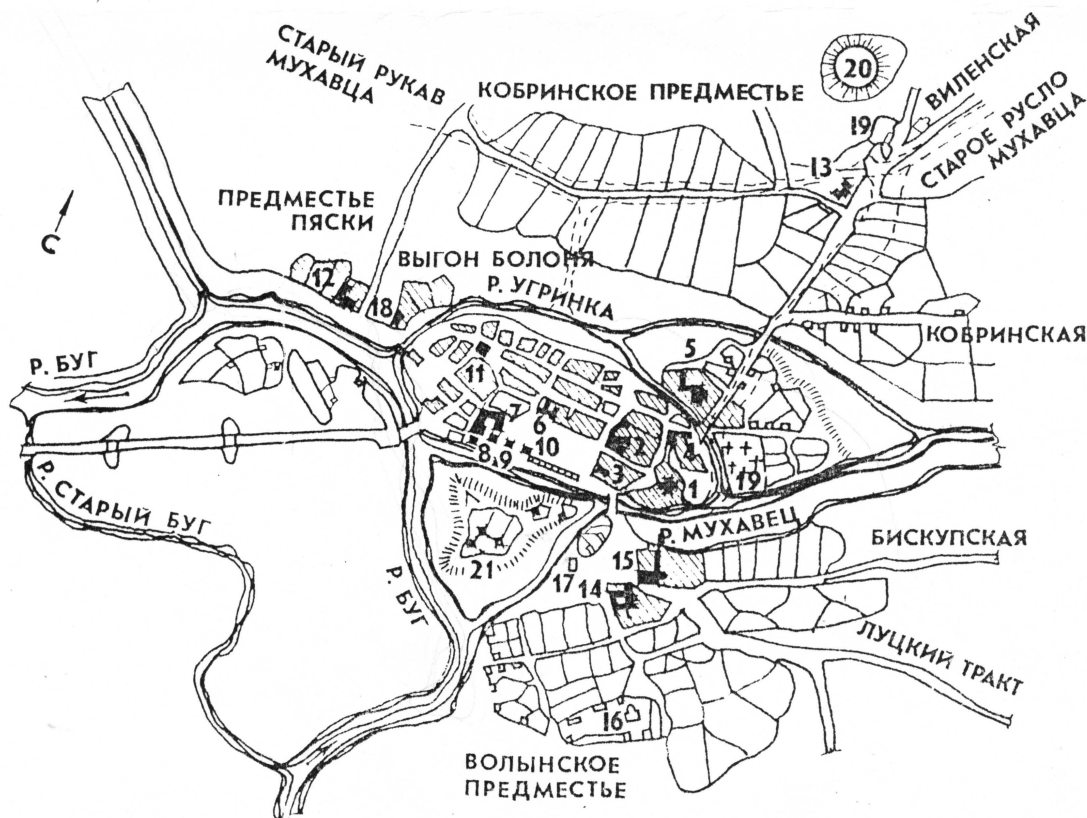 СТАРЫЙ РУКАВ
МУХАВЦА
КОБРИНСКОЕ ПРЕДМЕСТЬЕ
20
ВИЛЕНСКАЯ
19
СТАРОЕ РУСЛО
МУХАВЦА
13
ПРЕДМЕСТЬЕ
ПЯСКИ
С
12
18
ВЫГОН БОЛОНЯ
Р. УГРИНКА
КОБРИНСКАЯ
Р. БУГ
5
11
7
6
8
9
10
2
4
3
1
19
Р. СТАРЫЙ БУГ
Р. МУХАВЕЦ
БИСКУПСКАЯ
21
Р. БУГ
17
15
14
ЛУЦКИЙ ТРАКТ
16
ВОЛЫНСКОЕ
ПРЕДМЕСТЬЕ